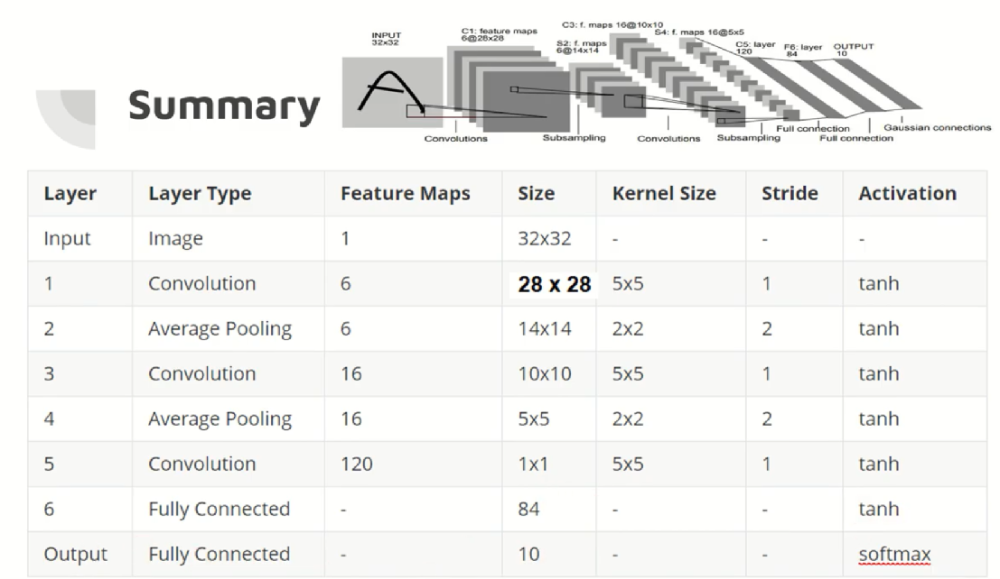 INPUT
32x32
C1: feature maps
6@28x28
C3: f. maps 16@10x10
S2: f. maps
6@14x14
S4: f. maps 16@5x5
C5: layer
120
F6: layer
84
OUTPUT
10
Convolutions
Subsampling
Convolutions
Subsampling
Full connection
Full connection
Gaussian connections
Summary
Layer Layer Type Feature Maps Size Kernel Size Stride Activation
Input Image 1 32x32 - - -
1 Convolution 6 28 x 28 5x5 1 tanh
2 Average Pooling 6 14x14 2x2 2 tanh
3 Convolution 16 10x10 5x5 1 tanh
4 Average Pooling 16 5x5 2x2 2 tanh
5 Convolution 120 1x1 5x5 1 tanh
6 Fully Connected - 84 - - tanh
Output Fully Connected - 10 - - softmax